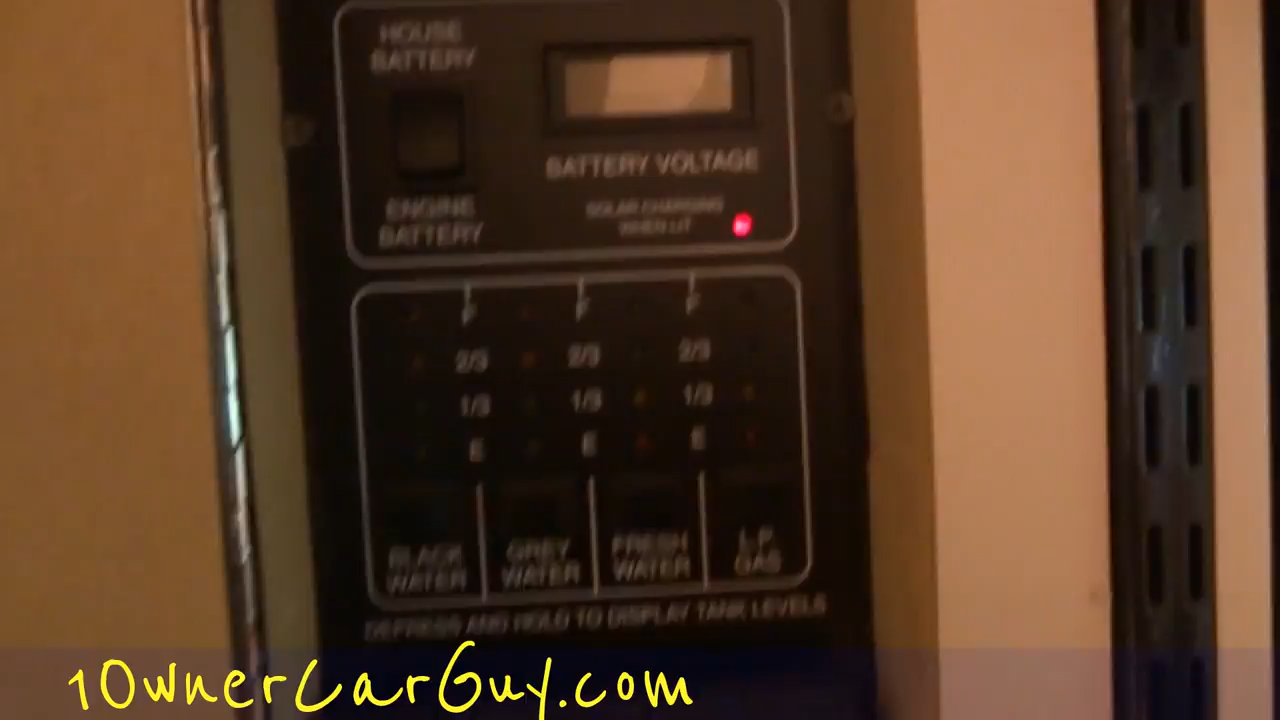 HOUSE
BATTERY
BATTERY VOLTAGE
ENGINE
BATTERY
SOLAR CHARGING
WHEN LIT
F F F
2/3 2/3 2/3
1/3 1/3 1/3
E E E
BLACK
WATER
GREY
WATER
FRESH
WATER
L.P.
GAS
DEPRESS AND HOLD TO DISPLAY TANK LEVELS
1OwnerCarGuy.com